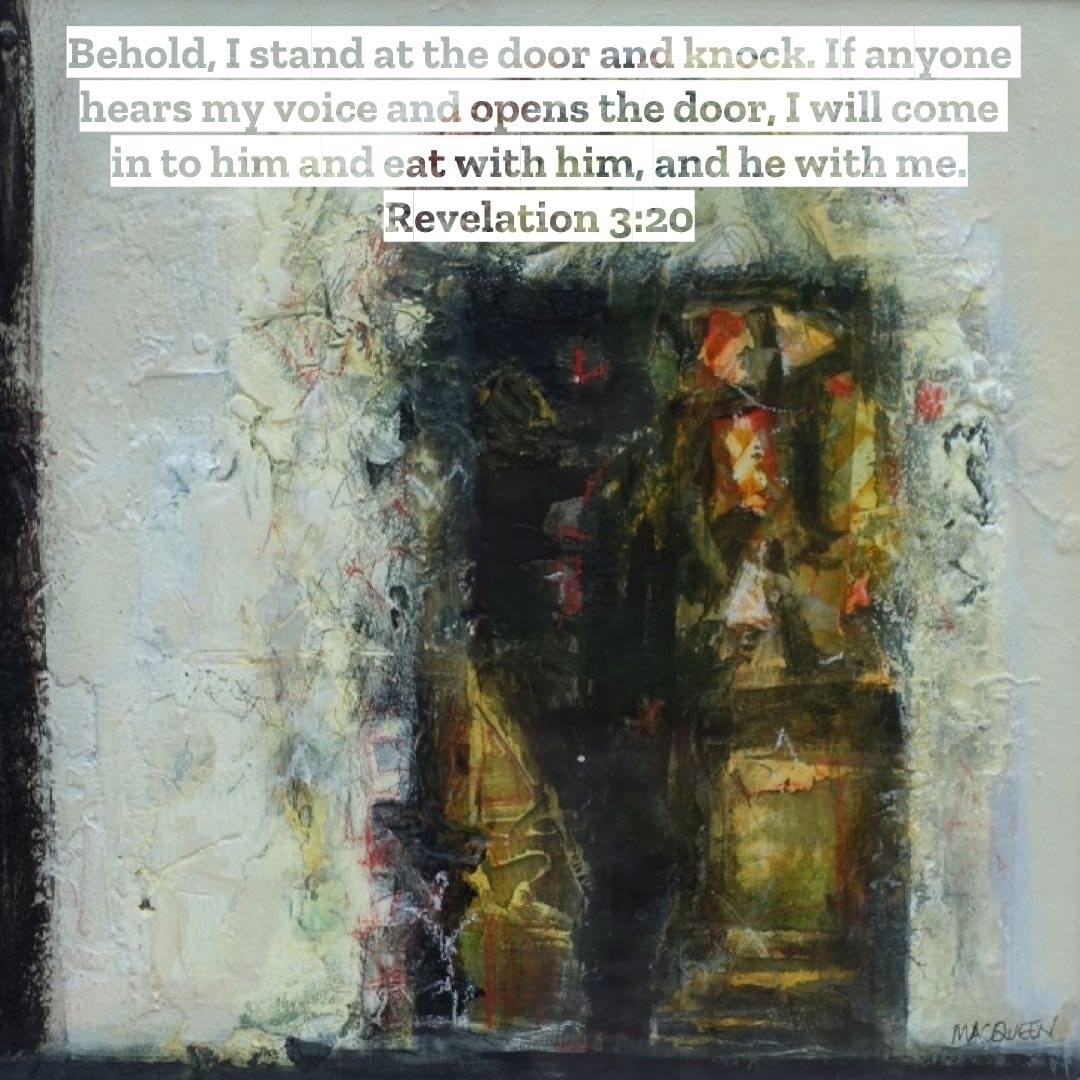 Behold, I stand at the door and knock. If anyone
hears my voice and opens the door, I will come
in to him and eat with him, and he with me.
Revelation 3:20
MACQUEEN